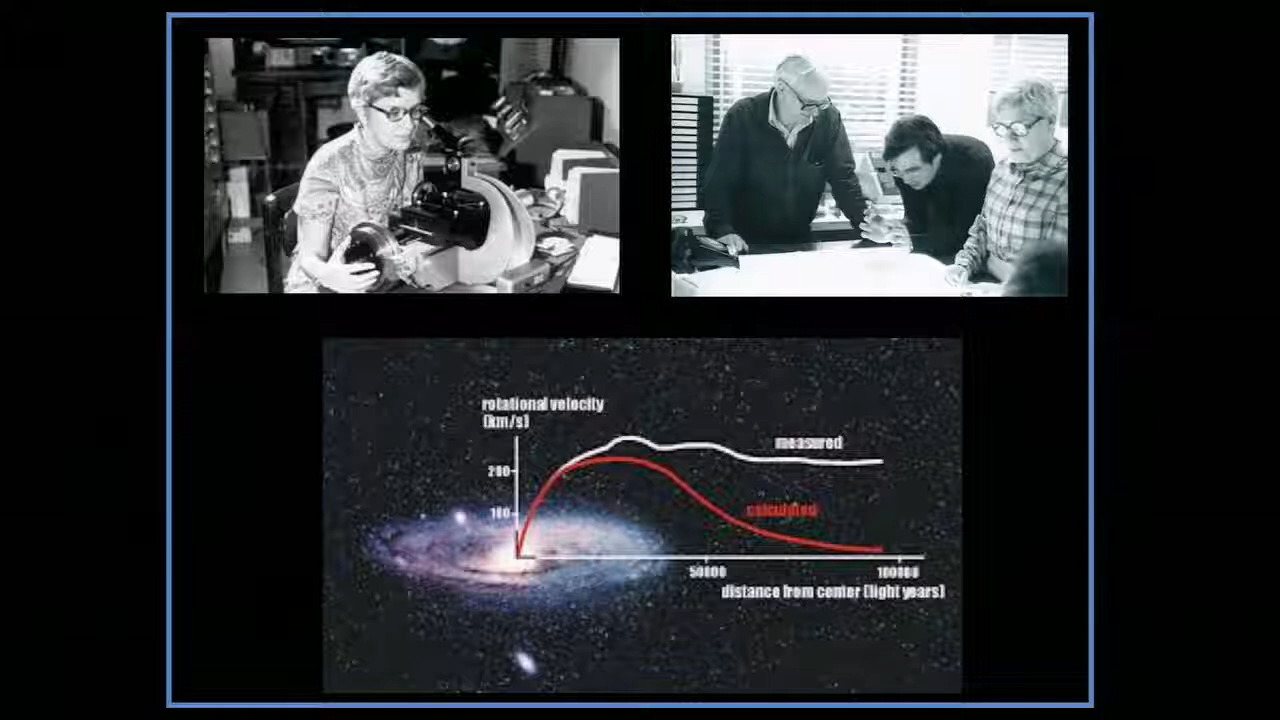 rotational velocity
(km/s)
measured
200
calculated
100
50000
100000
distance from center (light years)